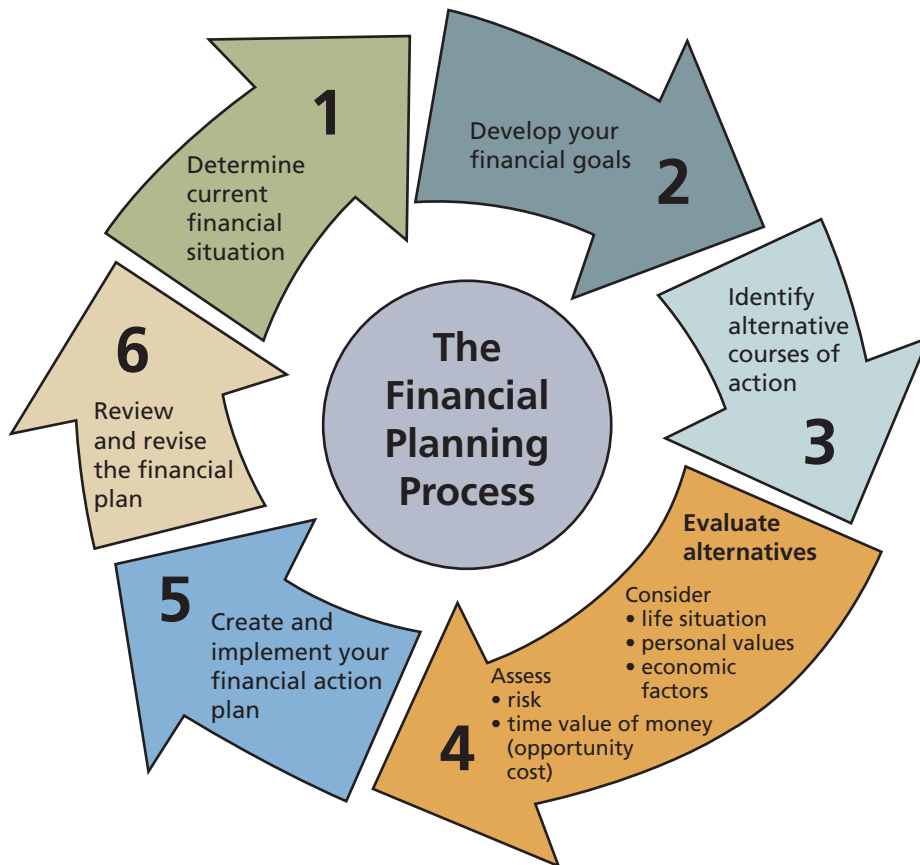 The
Financial
Planning
Process
1
Determine
current
financial
situation
Develop your
financial goals
2
Identify
alternative
courses of
action
3
Evaluate
alternatives
Consider
• life situation
• personal values
• economic
factors
Assess
• risk
• time value of money
(opportunity
cost)
4
5
Create and
implement your
financial action
plan
6
Review
and revise
the financial
plan